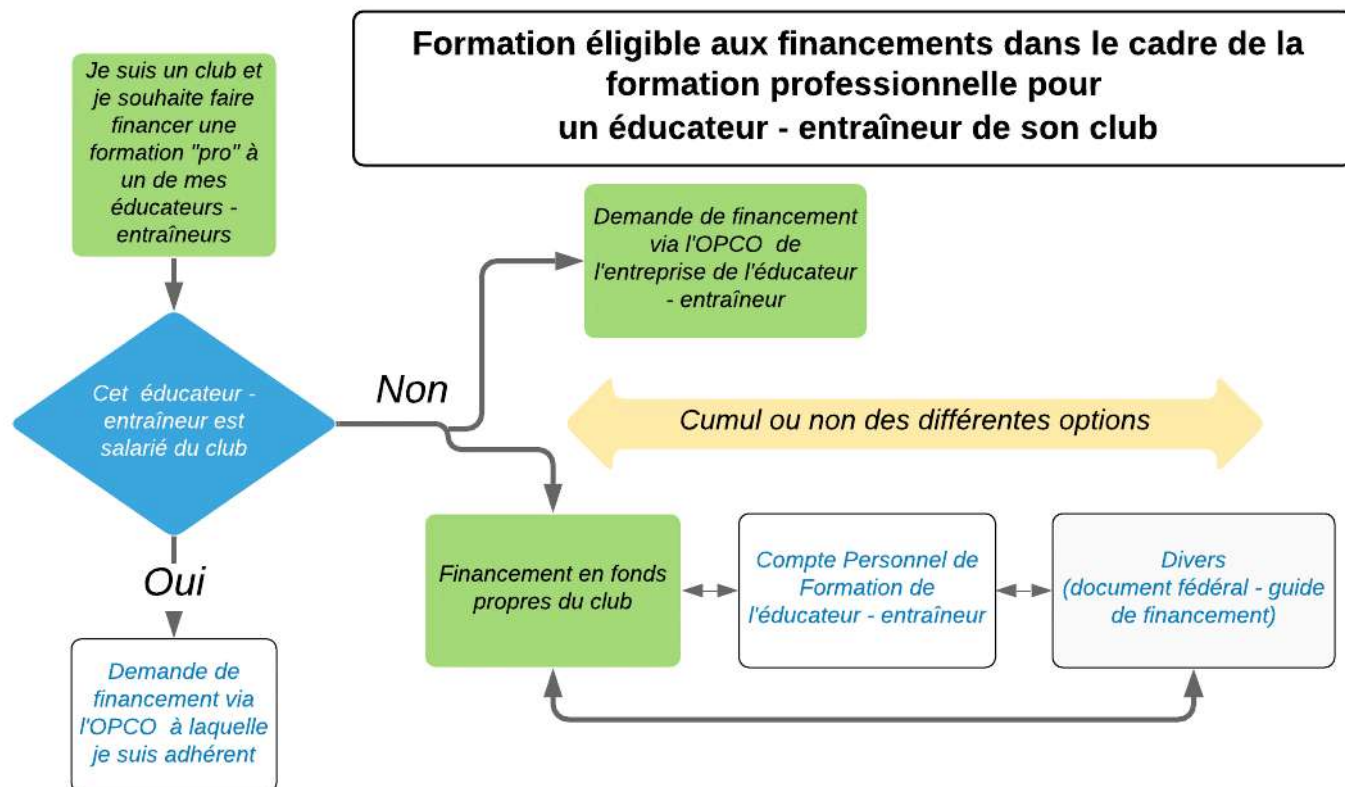 Formation éligible aux financements dans le cadre de la
formation professionnelle pour
un éducateur - entraîneur de son club
Je suis un club et
je souhaite faire
financer une
formation "pro" à
un de mes
éducateurs -
entraîneurs
Demande de financement
via l'OPCO de
l'entreprise de l'éducateur
- entraîneur
Cet éducateur -
entraîneur est
salarié du club
Non
Cumul ou non des différentes options
Oui
Financement en fonds
propres du club
Compte Personnel de
Formation de
l'éducateur - entraîneur
Divers
(document fédéral - guide
de financement)
Demande de
financement via
l'OPCO à laquelle
je suis adhérent